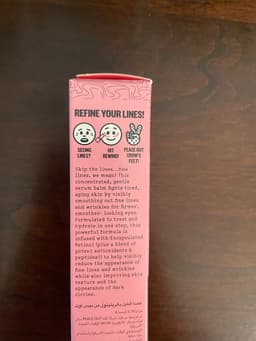 REFINE YOUR LINES!
SEEING
LINES?
HIT
REWIND!
PEACE OUT
CROW'S
FEET!
Skip the lines...fine
lines, we mean! This
concentrated, gentle
serum balm fights tired,
aging skin by visibly
smoothing out fine lines
and wrinkles for firmer,
smoother-looking eyes.
Formulated to treat and
hydrate in one step, this
powerful formula is
infused with Encapsulated
Retinol (plus a blend of
potent antioxidants &
peptides!) to help visibly
reduce the appearance of
fine lines and wrinkles
while also improving skin
texture and the
appearance of dark
circles.